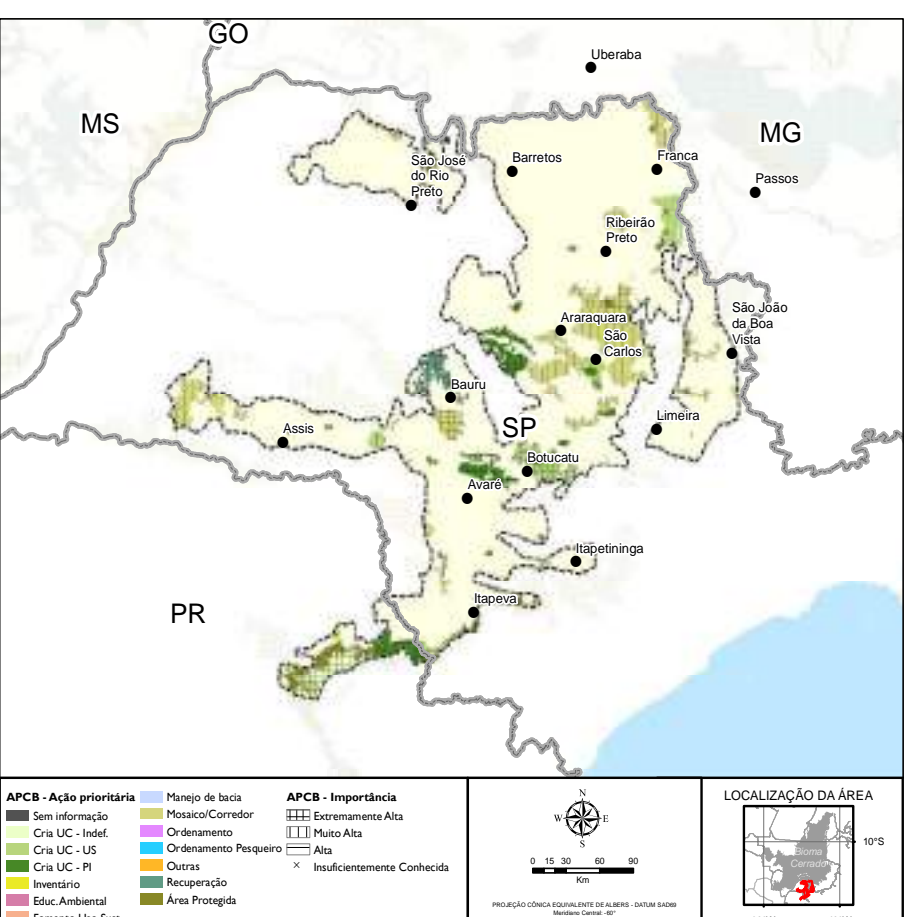 GO
Uberaba
MS
MG
São José
do Rio
Preto
Barretos
Franca
Passos
Ribeirão
Preto
Araraquara
São
Carlos
São João
da Boa
Vista
Bauru
SP
Limeira
Assis
Botucatu
Avaré
Itapetininga
Itapeva
PR
APCB - Ação prioritária
Sem informação
Cria UC - Indef.
Cria UC - US
Cria UC - PI
Inventário
Educ.Ambiental
Manejo de bacia
Mosaico/Corredor
Ordenamento
Ordenamento Pesqueiro
Outras
Recuperação
Área Protegida
APCB - Importância
Extremamente Alta
Muito Alta
Alta
× Insuficientemente Conhecida
N
W E
S
0 15 30 60 90
Km
PROJEÇÃO CÔNICA EQUIVALENTE DE ALBERS - DATUM SAD69
Meridiano Central: -60°
LOCALIZAÇÃO DA ÁREA
Bioma
Cerrado
10°S